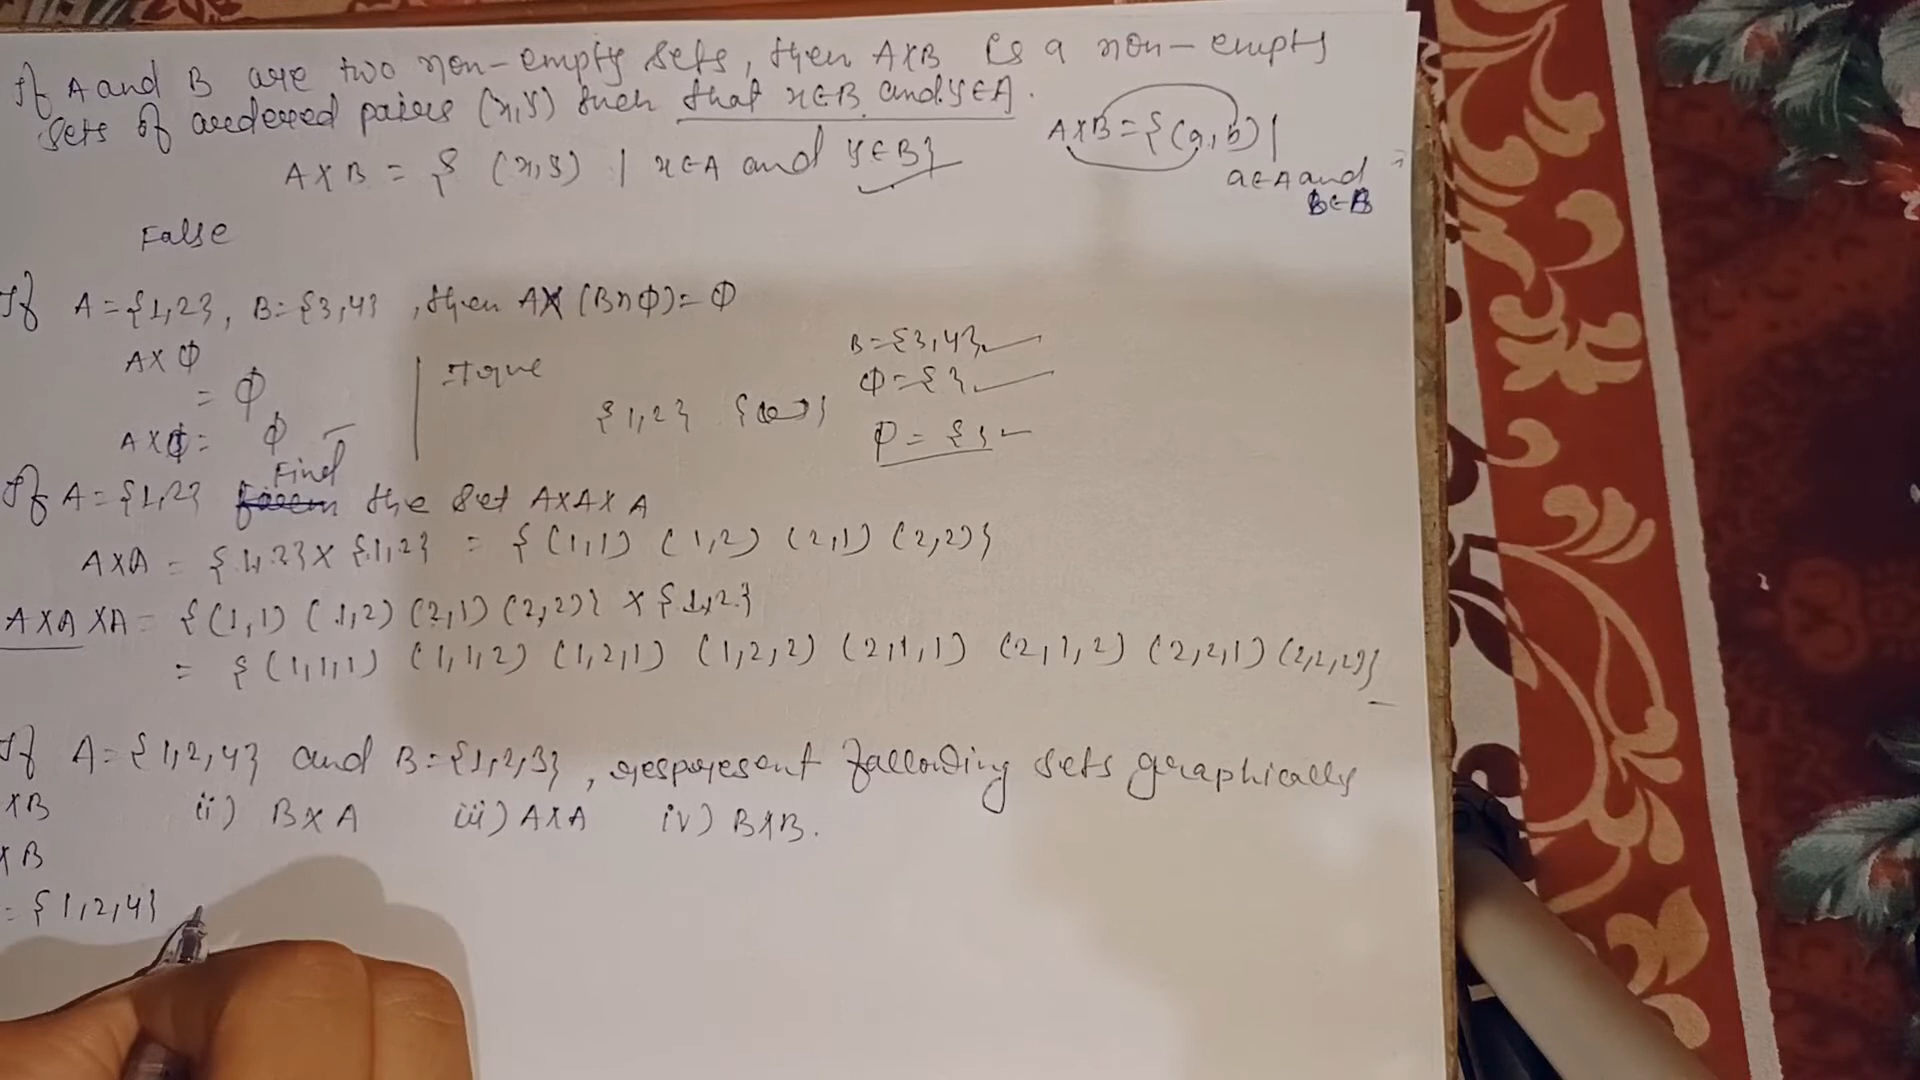 If A and B are two non-empty sets, then A×B is a non-empty
sets of ordered pairs (x,y) such that x∈B and y∈A.
A×B = {(a,b)|
a∈A and
b∈B
A×B = { (x,y) | x∈A and y∈B}
False
If A={1,2}, B={3,4}, then A×(B∩Φ)=Φ
A×Φ
= Φ
A×Φ= Φ
True
{1,2}
B={3,4}
Φ={ }
Φ={ }
Find
If A={1,2} the set A×A×A
A×A = {1,2}×{1,2} = {(1,1) (1,2) (2,1) (2,2)}
A×A×A = {(1,1) (1,2) (2,1) (2,2)} × {1,2}
= {(1,1,1) (1,1,2) (1,2,1) (1,2,2) (2,1,1) (2,1,2) (2,2,1) (2,2,2)}
If A={1,2,4} and B={1,2,3}, respresent following sets graphically
×B ii) B×A iii) A×A iv) B×B.
×B
= {1,2,4}